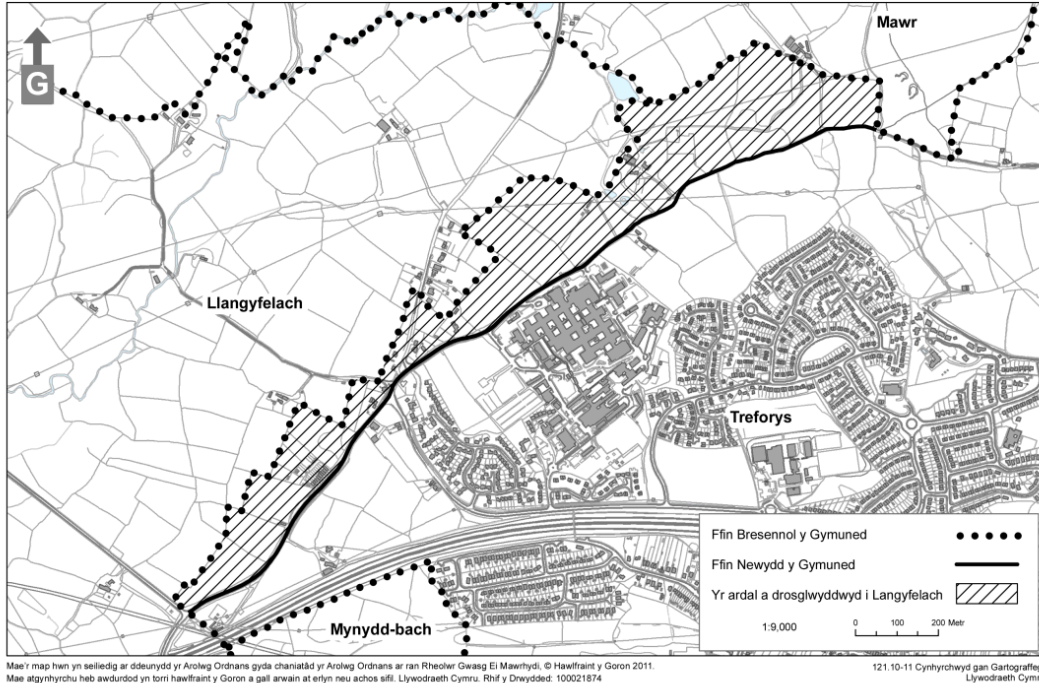 Mawr
G
Llangyfelach
Treforys
Mynydd-bach
Ffin Bresennol y Gymuned
Ffin Newydd y Gymuned
Yr ardal a drosglwyddwyd i Langyfelach
1:9,000
0 100 200 Metr
Mae'r map hwn yn seiliedig ar ddeunydd yr Arolwg Ordnans gyda chaniatâd yr Arolwg Ordnans ar ran Rheolwr Gwasg Ei Mawrhydi, © Hawlfraint y Goron 2011.
Mae atgynhyrchu heb awdurdod yn torri hawlfraint y Goron a gall arwain at erlyn neu achos sifil. Llywodraeth Cymru. Rhif y Drwydded: 100021874
121.10-11 Cynhyrchwyd gan Gartograffeg
Llywodraeth Cymru